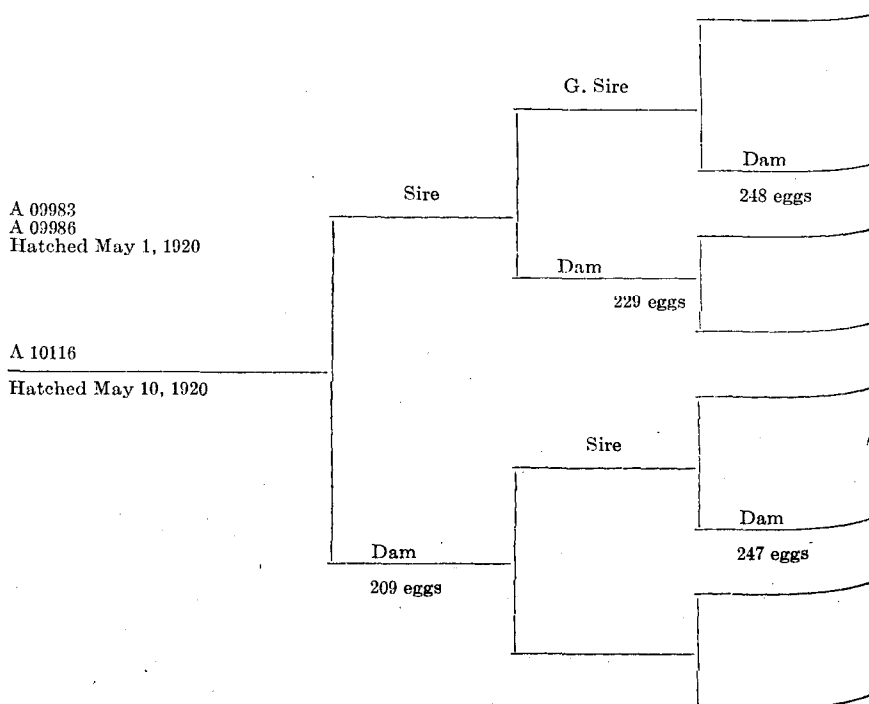 G. Sire
Dam
248 eggs
Sire
A 09983
A 09986
Hatched May 1, 1920
Dam
229 eggs
A 10116
Hatched May 10, 1920
Sire
Dam
247 eggs
Dam
209 eggs